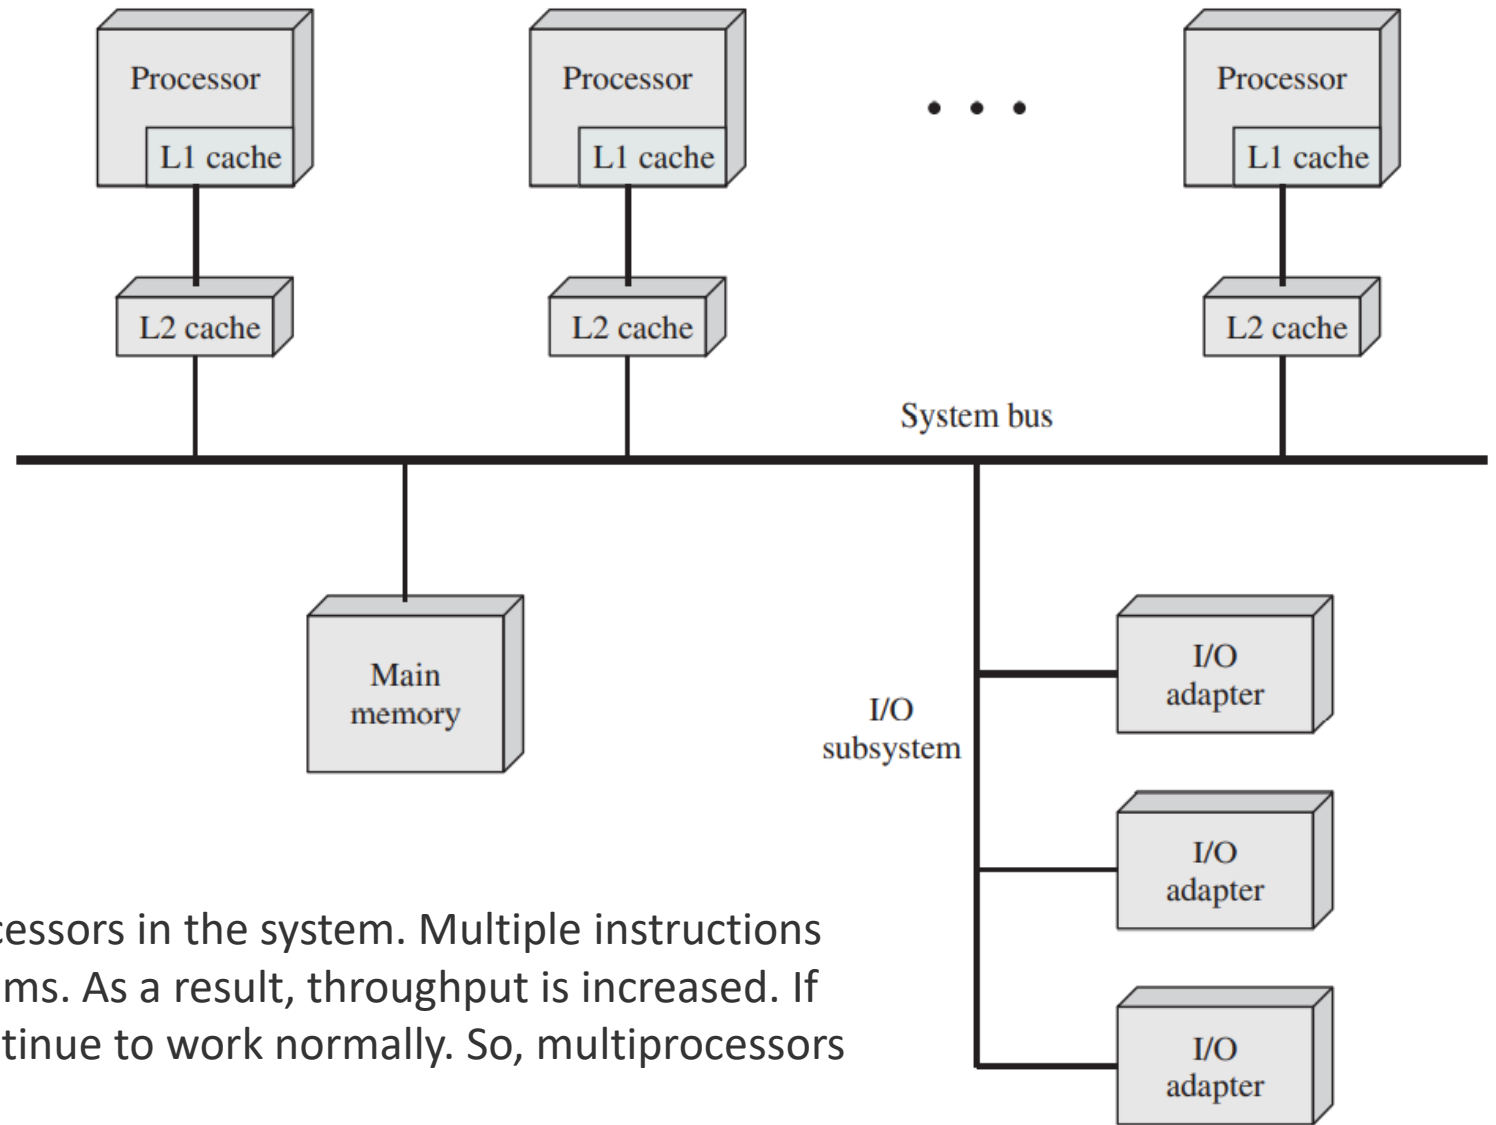 Processor
Processor
Processor
L1 cache
L1 cache
L1 cache
L2 cache
L2 cache
L2 cache
System bus
Main
memory
I/O
subsystem
I/O
adapter
I/O
adapter
I/O
adapter
cessors in the system. Multiple instructions
ms. As a result, throughput is increased. If
tinue to work normally. So, multiprocessors